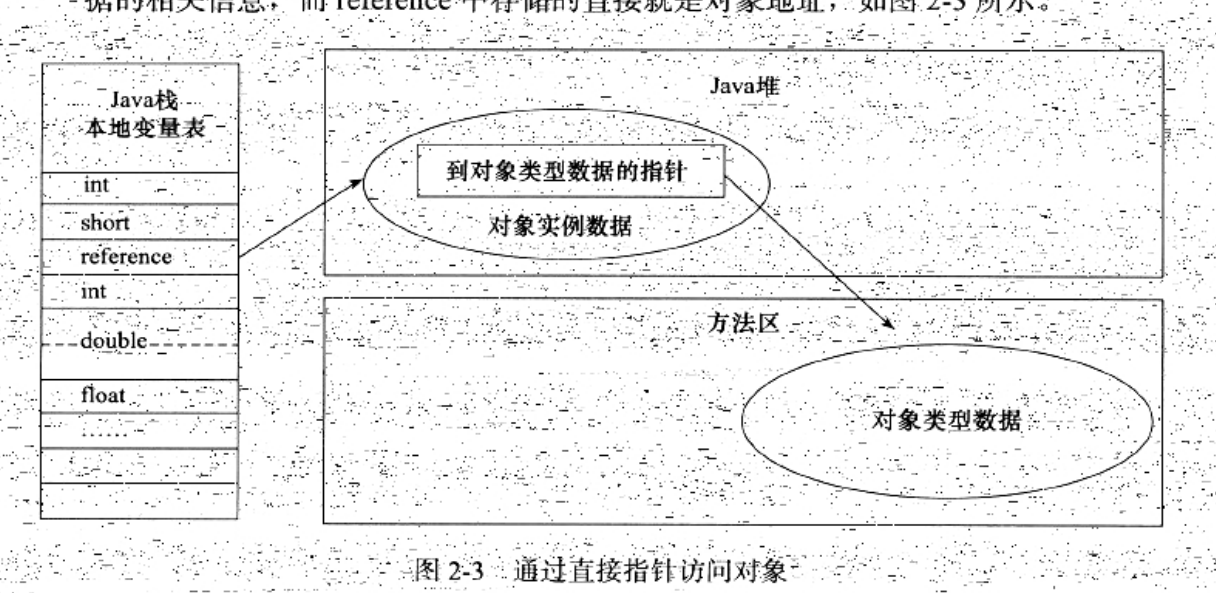 据的相关信息，而 reference 中存储的直接就是对象地址，如图 2-3 所示。
Java栈
本地变量表
int
short
reference
int
double
float
……
Java堆
到对象类型数据的指针
对象实例数据
方法区
对象类型数据
图 2-3 通过直接指针访问对象